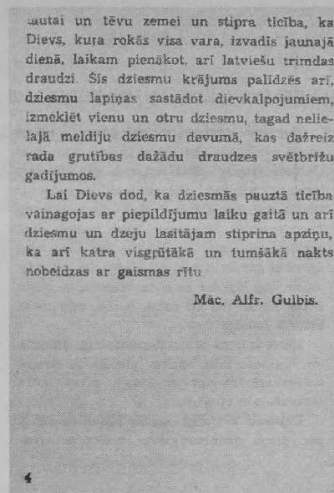 tautai un tēvu zemei un stipra ticība, ka
Dievs, kuŗa rokās visa vara, izvadīs jaunajā
dienā, laikam pienākot, arī latviešu trimdas
draudzi. Šis dziesmu krājums palīdzēs arī,
dziesmu lapiņas sastādot dievkalpojumiem,
izmeklēt vienu un otru dziesmu, tagad nelie-
lajā meldiju dziesmu devumā, kas dažreiz
rada grutības dažādu draudzes svētbrīžu
gadījumos.
Lai Dievs dod, ka dziesmās pauztā ticība
vainagojas ar piepildījumu laiku gaitā un arī
dziesmu un dzeju lasītājam stiprina apziņu,
ka arī katra visgrūtākā un tumšākā nakts
nobeidzas ar gaismas rītu
Māc. Alfr. Gulbis.
4